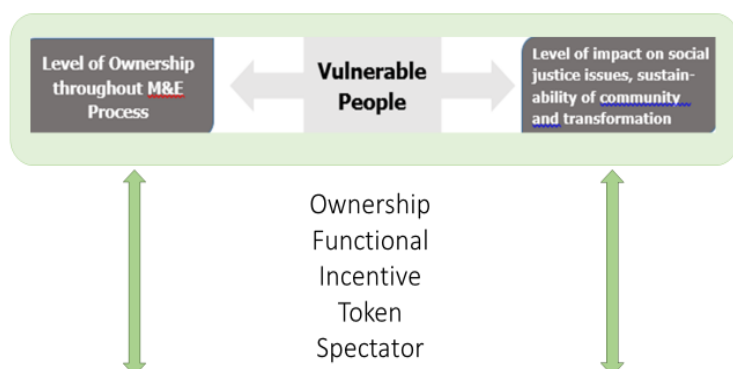 Level of Ownership
throughout M&E
Process
Vulnerable
People
Level of impact on social
justice issues, sustain-
ability of community
and transformation
Ownership
Functional
Incentive
Token
Spectator